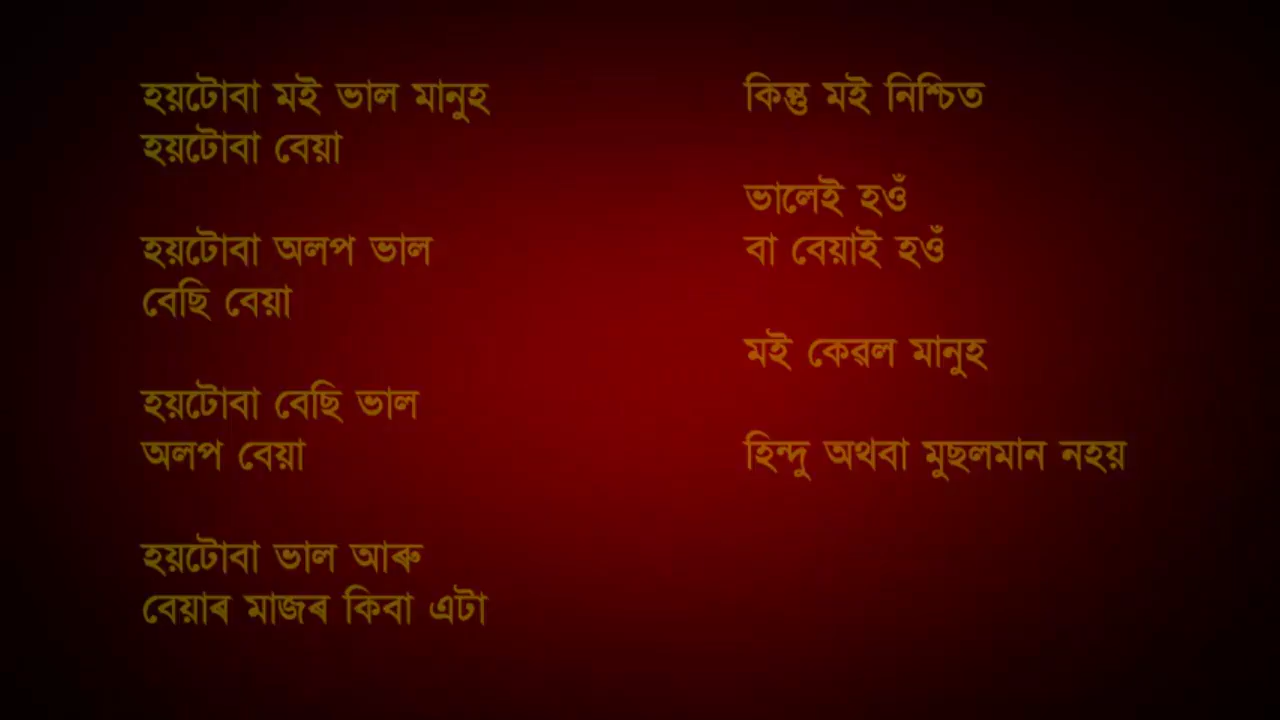 হয়টোবা মই ভাল মানুহ
হয়টোবা বেয়া
হয়টোবা অলপ ভাল
বেছি বেয়া
হয়টোবা বেছি ভাল
অলপ বেয়া
হয়টোবা ভাল আৰু
বেয়াৰ মাজৰ কিবা এটা
কিন্তু মই নিশ্চিত
ভালেই হওঁ
বা বেয়াই হওঁ
মই কেৱল মানুহ
হিন্দু অথবা মুছলমান নহয়